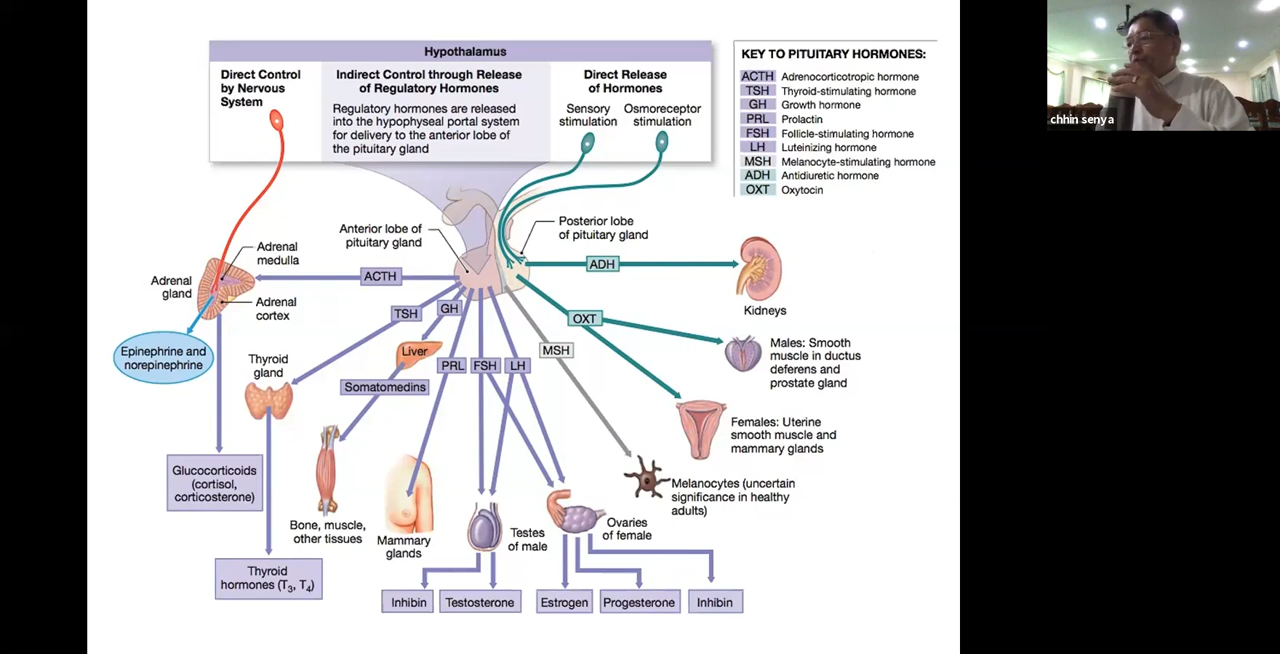 Hypothalamus
Direct Control
by Nervous
System
Indirect Control through Release
of Regulatory Hormones
Regulatory hormones are released
into the hypophyseal portal system
for delivery to the anterior lobe of
the pituitary gland
Direct Release
of Hormones
Sensory
stimulation
Osmoreceptor
stimulation
KEY TO PITUITARY HORMONES:
ACTH Adrenocorticotropic hormone
TSH Thyroid-stimulating hormone
GH Growth hormone
PRL Prolactin
FSH Follicle-stimulating hormone
LH Luteinizing hormone
MSH Melanocyte-stimulating hormone
ADH Antidiuretic hormone
OXT Oxytocin
chhin senya
Anterior lobe of
pituitary gland
Posterior lobe
of pituitary gland
Adrenal
medulla
Adrenal
gland
Adrenal
cortex
ACTH
ADH
Kidneys
TSH
GH
OXT
Epinephrine and
norepinephrine
Liver
MSH
Males: Smooth
muscle in ductus
deferens and
prostate gland
Thyroid
gland
PRL
FSH
LH
Somatomedins
Females: Uterine
smooth muscle and
mammary glands
Glucocorticoids
(cortisol,
corticosterone)
Melanocytes (uncertain
significance in healthy
adults)
Bone, muscle,
other tissues
Mammary
glands
Testes
of male
Ovaries
of female
Thyroid
hormones (T3, T4)
Inhibin
Testosterone
Estrogen
Progesterone
Inhibin